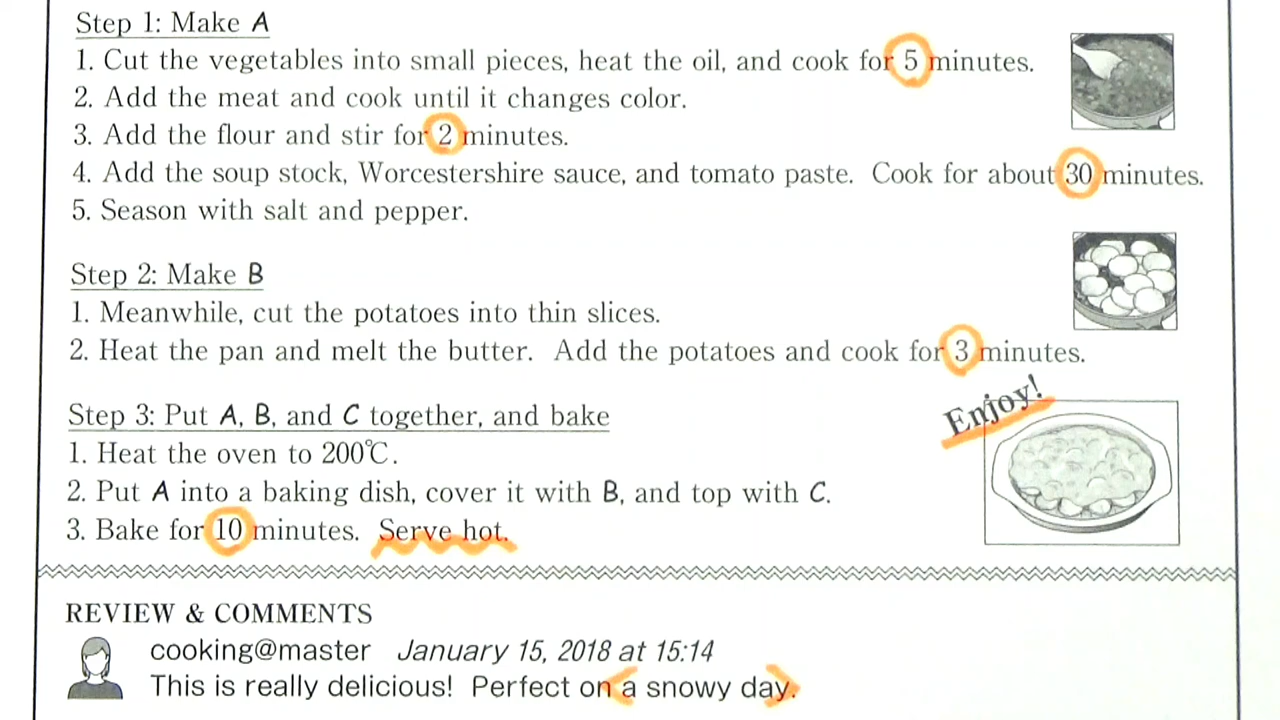 Step 1: Make A
1. Cut the vegetables into small pieces, heat the oil, and cook for 5 minutes.
2. Add the meat and cook until it changes color.
3. Add the flour and stir for 2 minutes.
4. Add the soup stock, Worcestershire sauce, and tomato paste. Cook for about 30 minutes.
5. Season with salt and pepper.
Step 2: Make B
1. Meanwhile, cut the potatoes into thin slices.
2. Heat the pan and melt the butter. Add the potatoes and cook for 3 minutes.
Step 3: Put A, B, and C together, and bake
Enjoy!
1. Heat the oven to 200℃.
2. Put A into a baking dish, cover it with B, and top with C.
3. Bake for 10 minutes. Serve hot.
REVIEW & COMMENTS
cooking@master January 15, 2018 at 15:14
This is really delicious! Perfect on a snowy day.